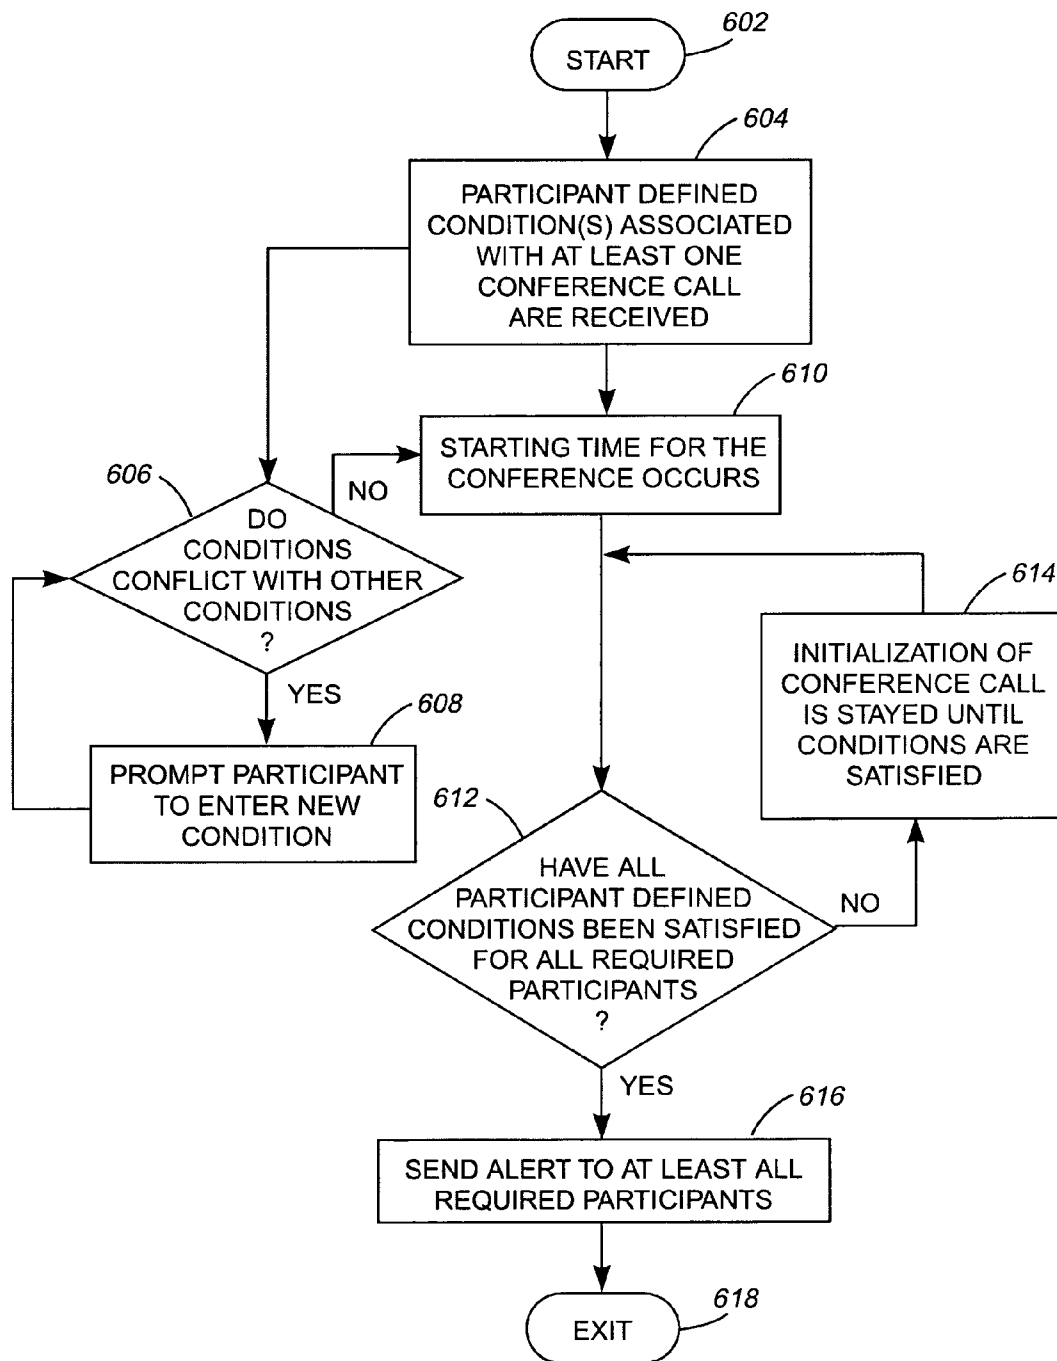 602
START
604
PARTICIPANT DEFINED
CONDITION(S) ASSOCIATED
WITH AT LEAST ONE
CONFERENCE CALL
ARE RECEIVED
610
STARTING TIME FOR THE
CONFERENCE OCCURS
606
NO
DO
CONDITIONS
CONFLICT WITH OTHER
CONDITIONS
?
YES
608
PROMPT PARTICIPANT
TO ENTER NEW
CONDITION
614
INITIALIZATION OF
CONFERENCE CALL
IS STAYED UNTIL
CONDITIONS ARE
SATISFIED
612
HAVE ALL
PARTICIPANT DEFINED
CONDITIONS BEEN SATISFIED
FOR ALL REQUIRED
PARTICIPANTS
?
NO
YES
616
SEND ALERT TO AT LEAST ALL
REQUIRED PARTICIPANTS
618
EXIT